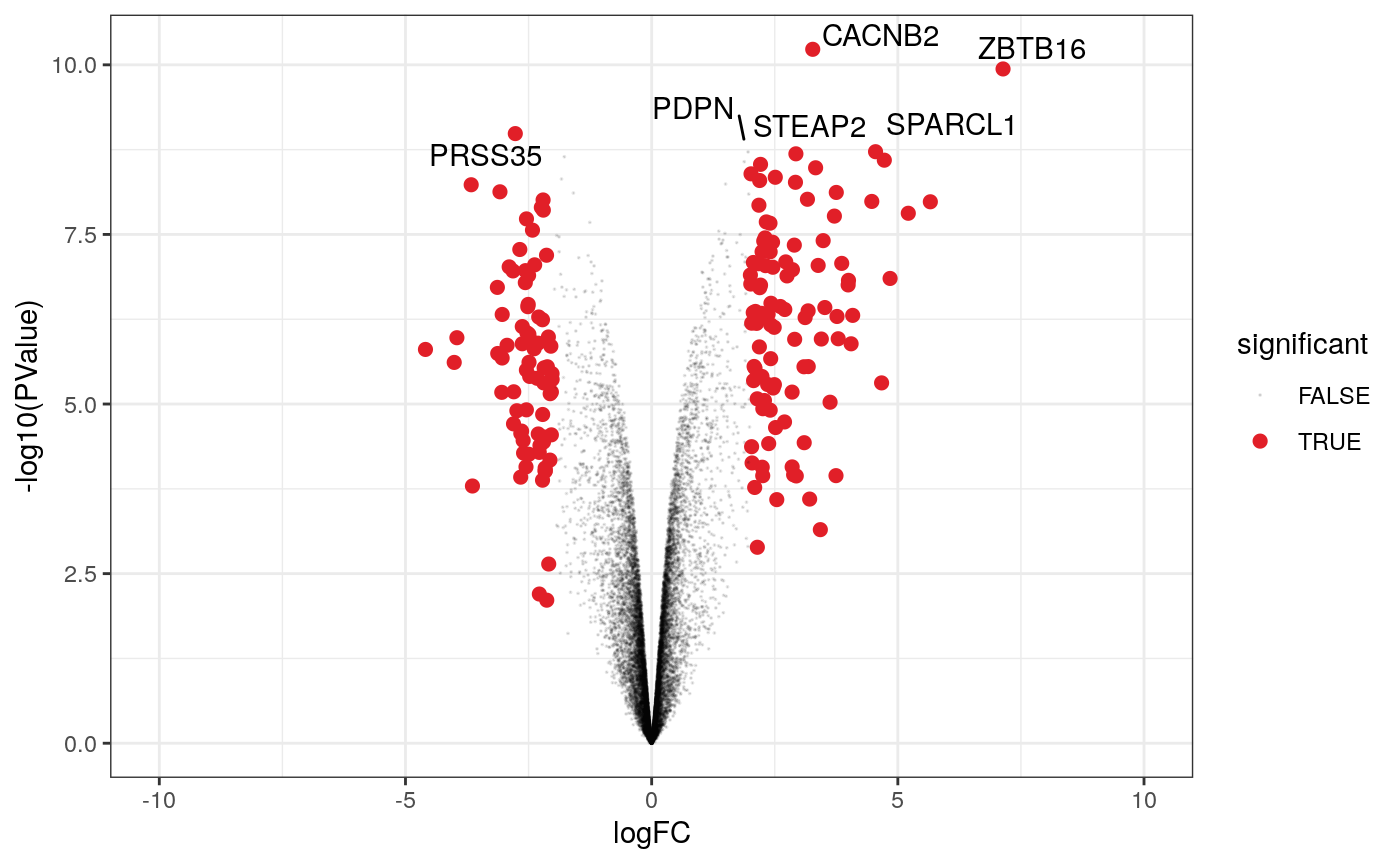 CACNB2
ZBTB16
PDPN
STEAP2
SPARCL1
PRSS35
10.0
7.5
5.0
2.5
0.0
-log10(PValue)
-10
-5
0
5
10
logFC
significant
FALSE
TRUE